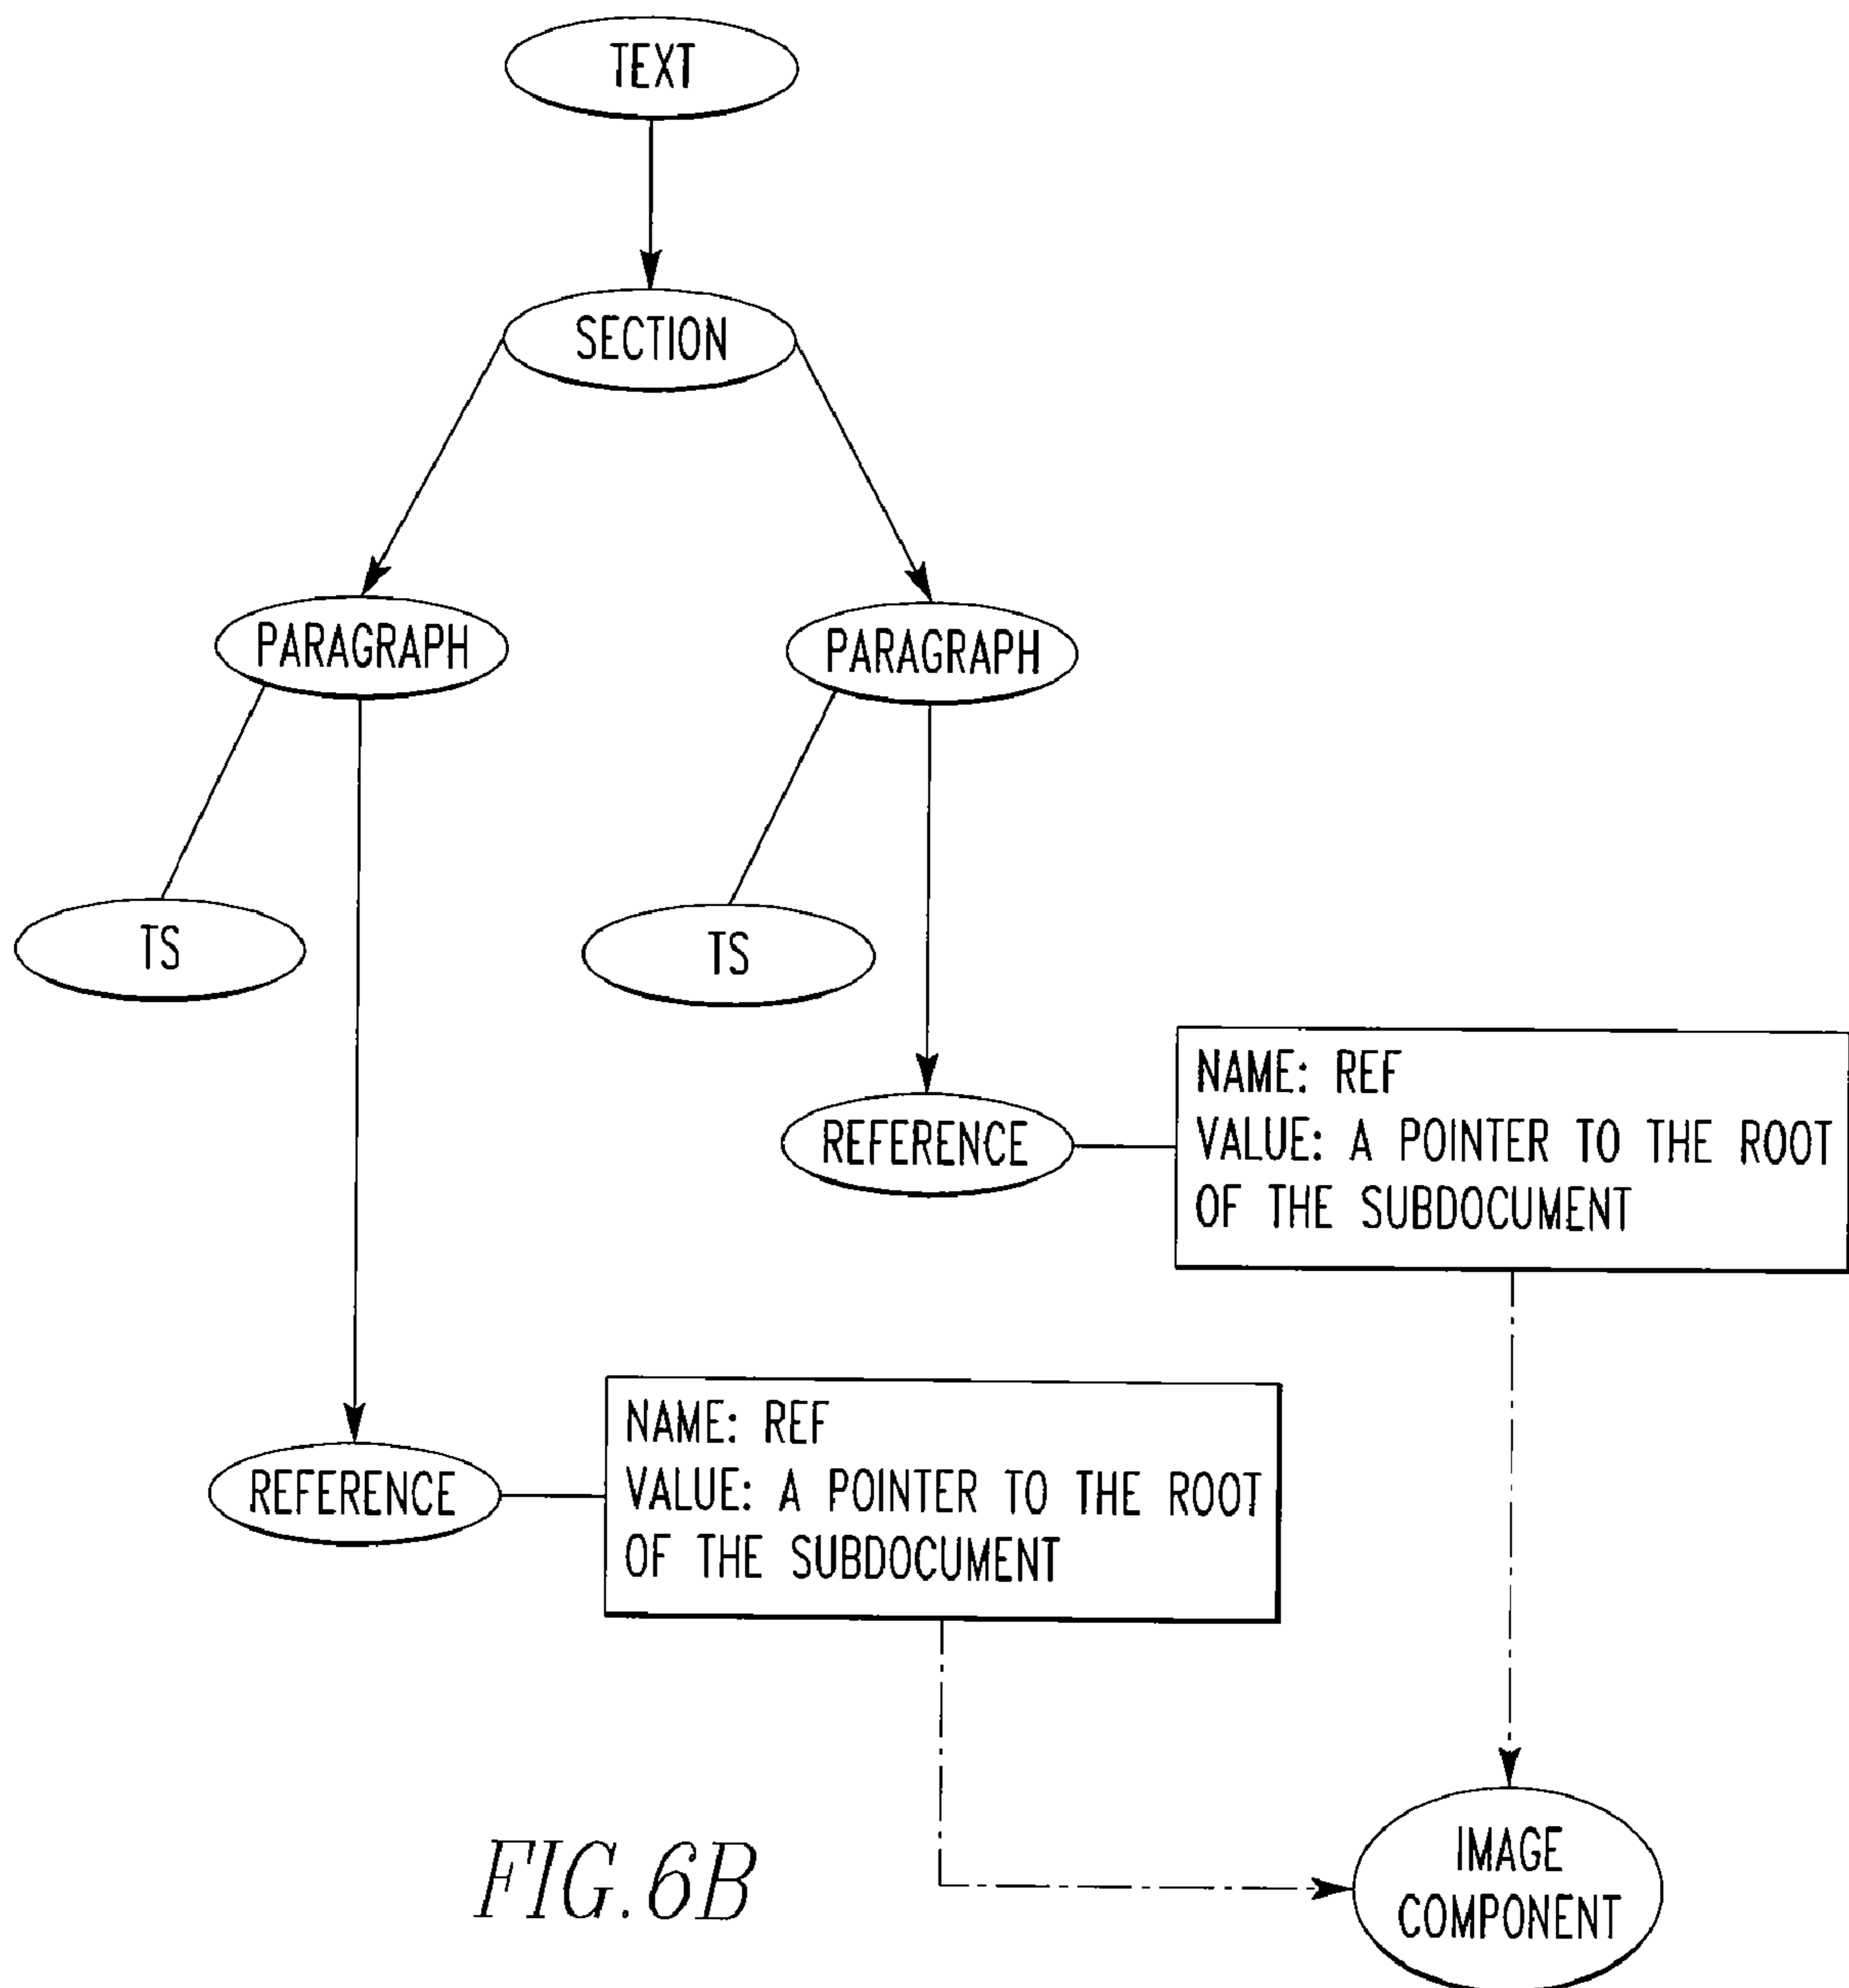 TEXT
SECTION
PARAGRAPH
PARAGRAPH
TS
TS
REFERENCE
NAME: REF
VALUE: A POINTER TO THE ROOT
OF THE SUBDOCUMENT
REFERENCE
NAME: REF
VALUE: A POINTER TO THE ROOT
OF THE SUBDOCUMENT
IMAGE
COMPONENT
FIG.6B